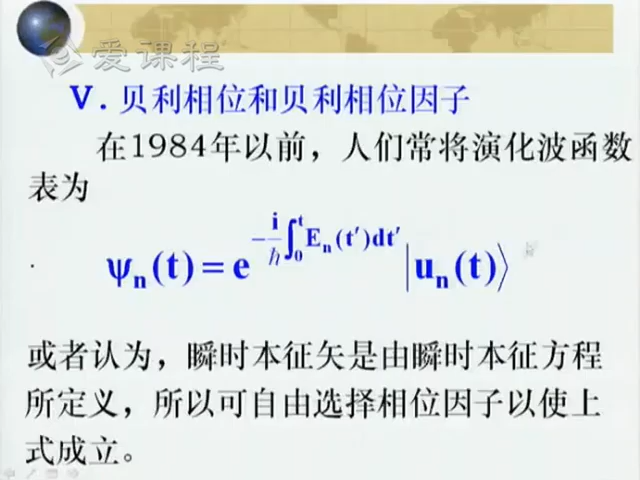 爱课程
V. 贝利相位和贝利相位因子
在1984年以前，人们常将演化波函数
表为
ψₙ(t) = e^{-\frac{i}{ℏ}∫₀ᵗ Eₙ(t′)dt′} |uₙ(t)⟩
或者认为，瞬时本征矢是由瞬时本征方程
所定义，所以可自由选择相位因子以使上
式成立。